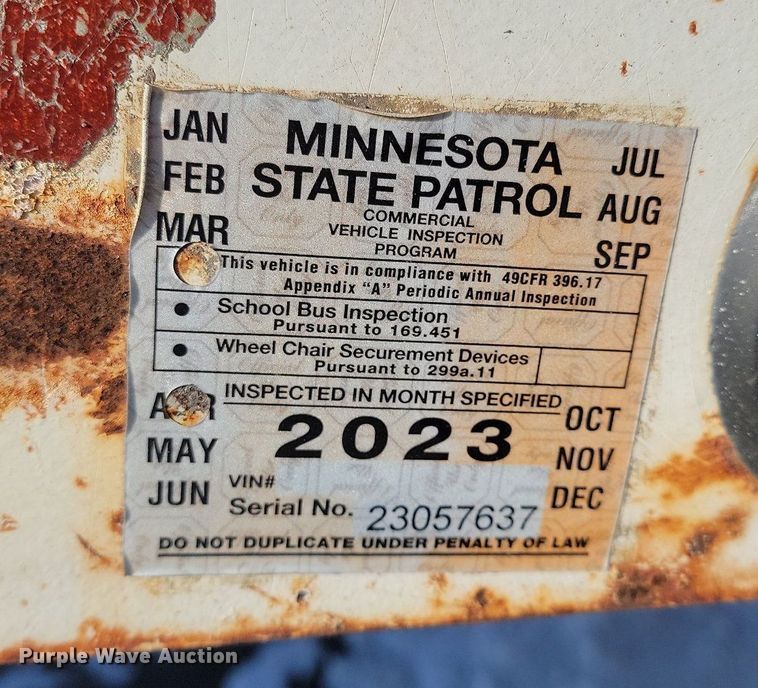 JAN MINNESOTA JUL
FEB STATE PATROL AUG
MAR COMMERCIAL SEP
VEHICLE INSPECTION
PROGRAM
This vehicle is in compliance with 49CFR 396.17
Appendix “A” Periodic Annual Inspection
• School Bus Inspection
Pursuant to 169.451
• Wheel Chair Securement Devices
Pursuant to 299a.11
INSPECTED IN MONTH SPECIFIED
2023 OCT
MAY NOV
JUN VIN# DEC
Serial No. 23057637
DO NOT DUPLICATE UNDER PENALTY OF LAW
Purple Wave Auction